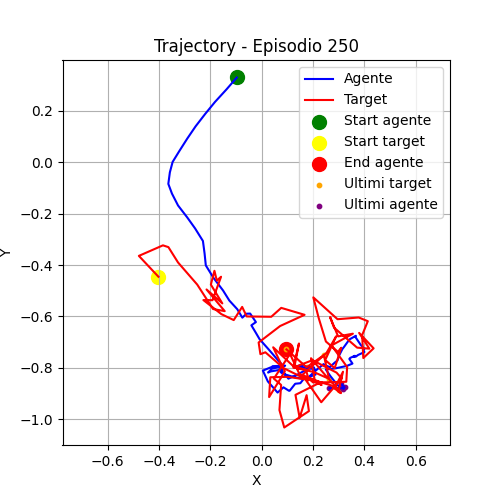 Trajectory - Episodio 250
Agente
Target
Start agente
Start target
End agente
Ultimi target
Ultimi agente
Y
0.2
0.0
−0.2
−0.4
−0.6
−0.8
−1.0
−0.6 −0.4 −0.2 0.0 0.2 0.4 0.6
X